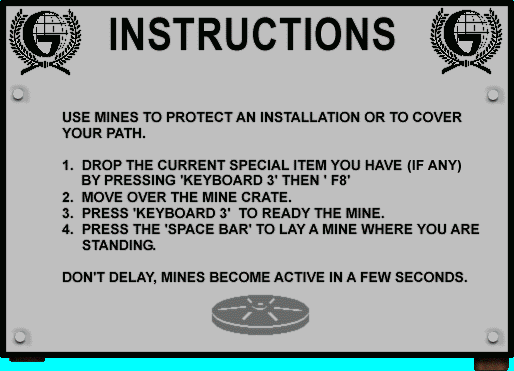 INSTRUCTIONS
USE MINES TO PROTECT AN INSTALLATION OR TO COVER
YOUR PATH.
1. DROP THE CURRENT SPECIAL ITEM YOU HAVE (IF ANY)
BY PRESSING 'KEYBOARD 3' THEN ' F8'
2. MOVE OVER THE MINE CRATE.
3. PRESS 'KEYBOARD 3' TO READY THE MINE.
4. PRESS THE 'SPACE BAR' TO LAY A MINE WHERE YOU ARE
STANDING.
DON'T DELAY, MINES BECOME ACTIVE IN A FEW SECONDS.